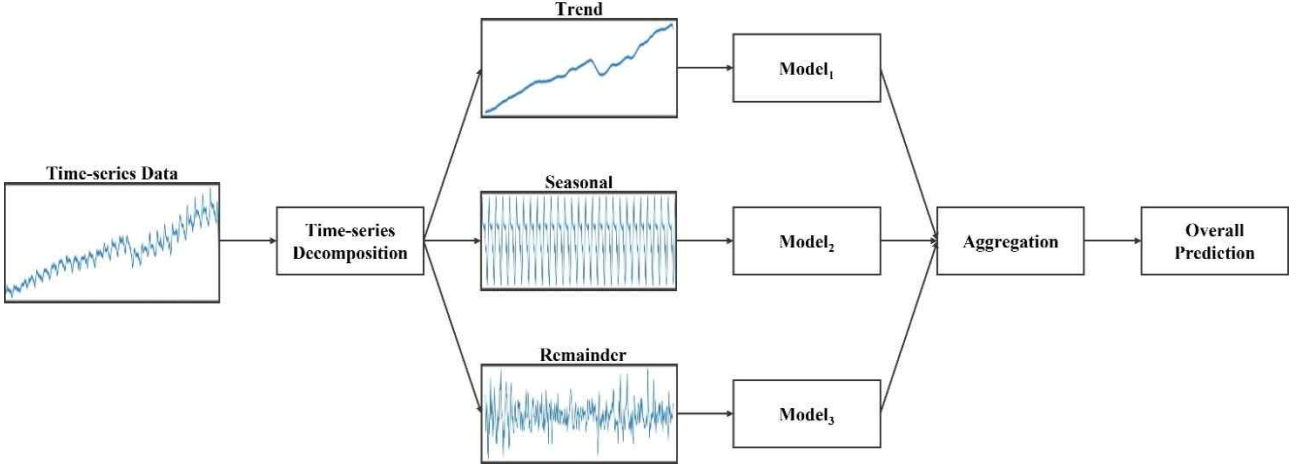 Trend
Model₁
Time-series Data
Time-series
Decomposition
Seasonal
Model₂
Aggregation
Overall
Prediction
Remainder
Model₃